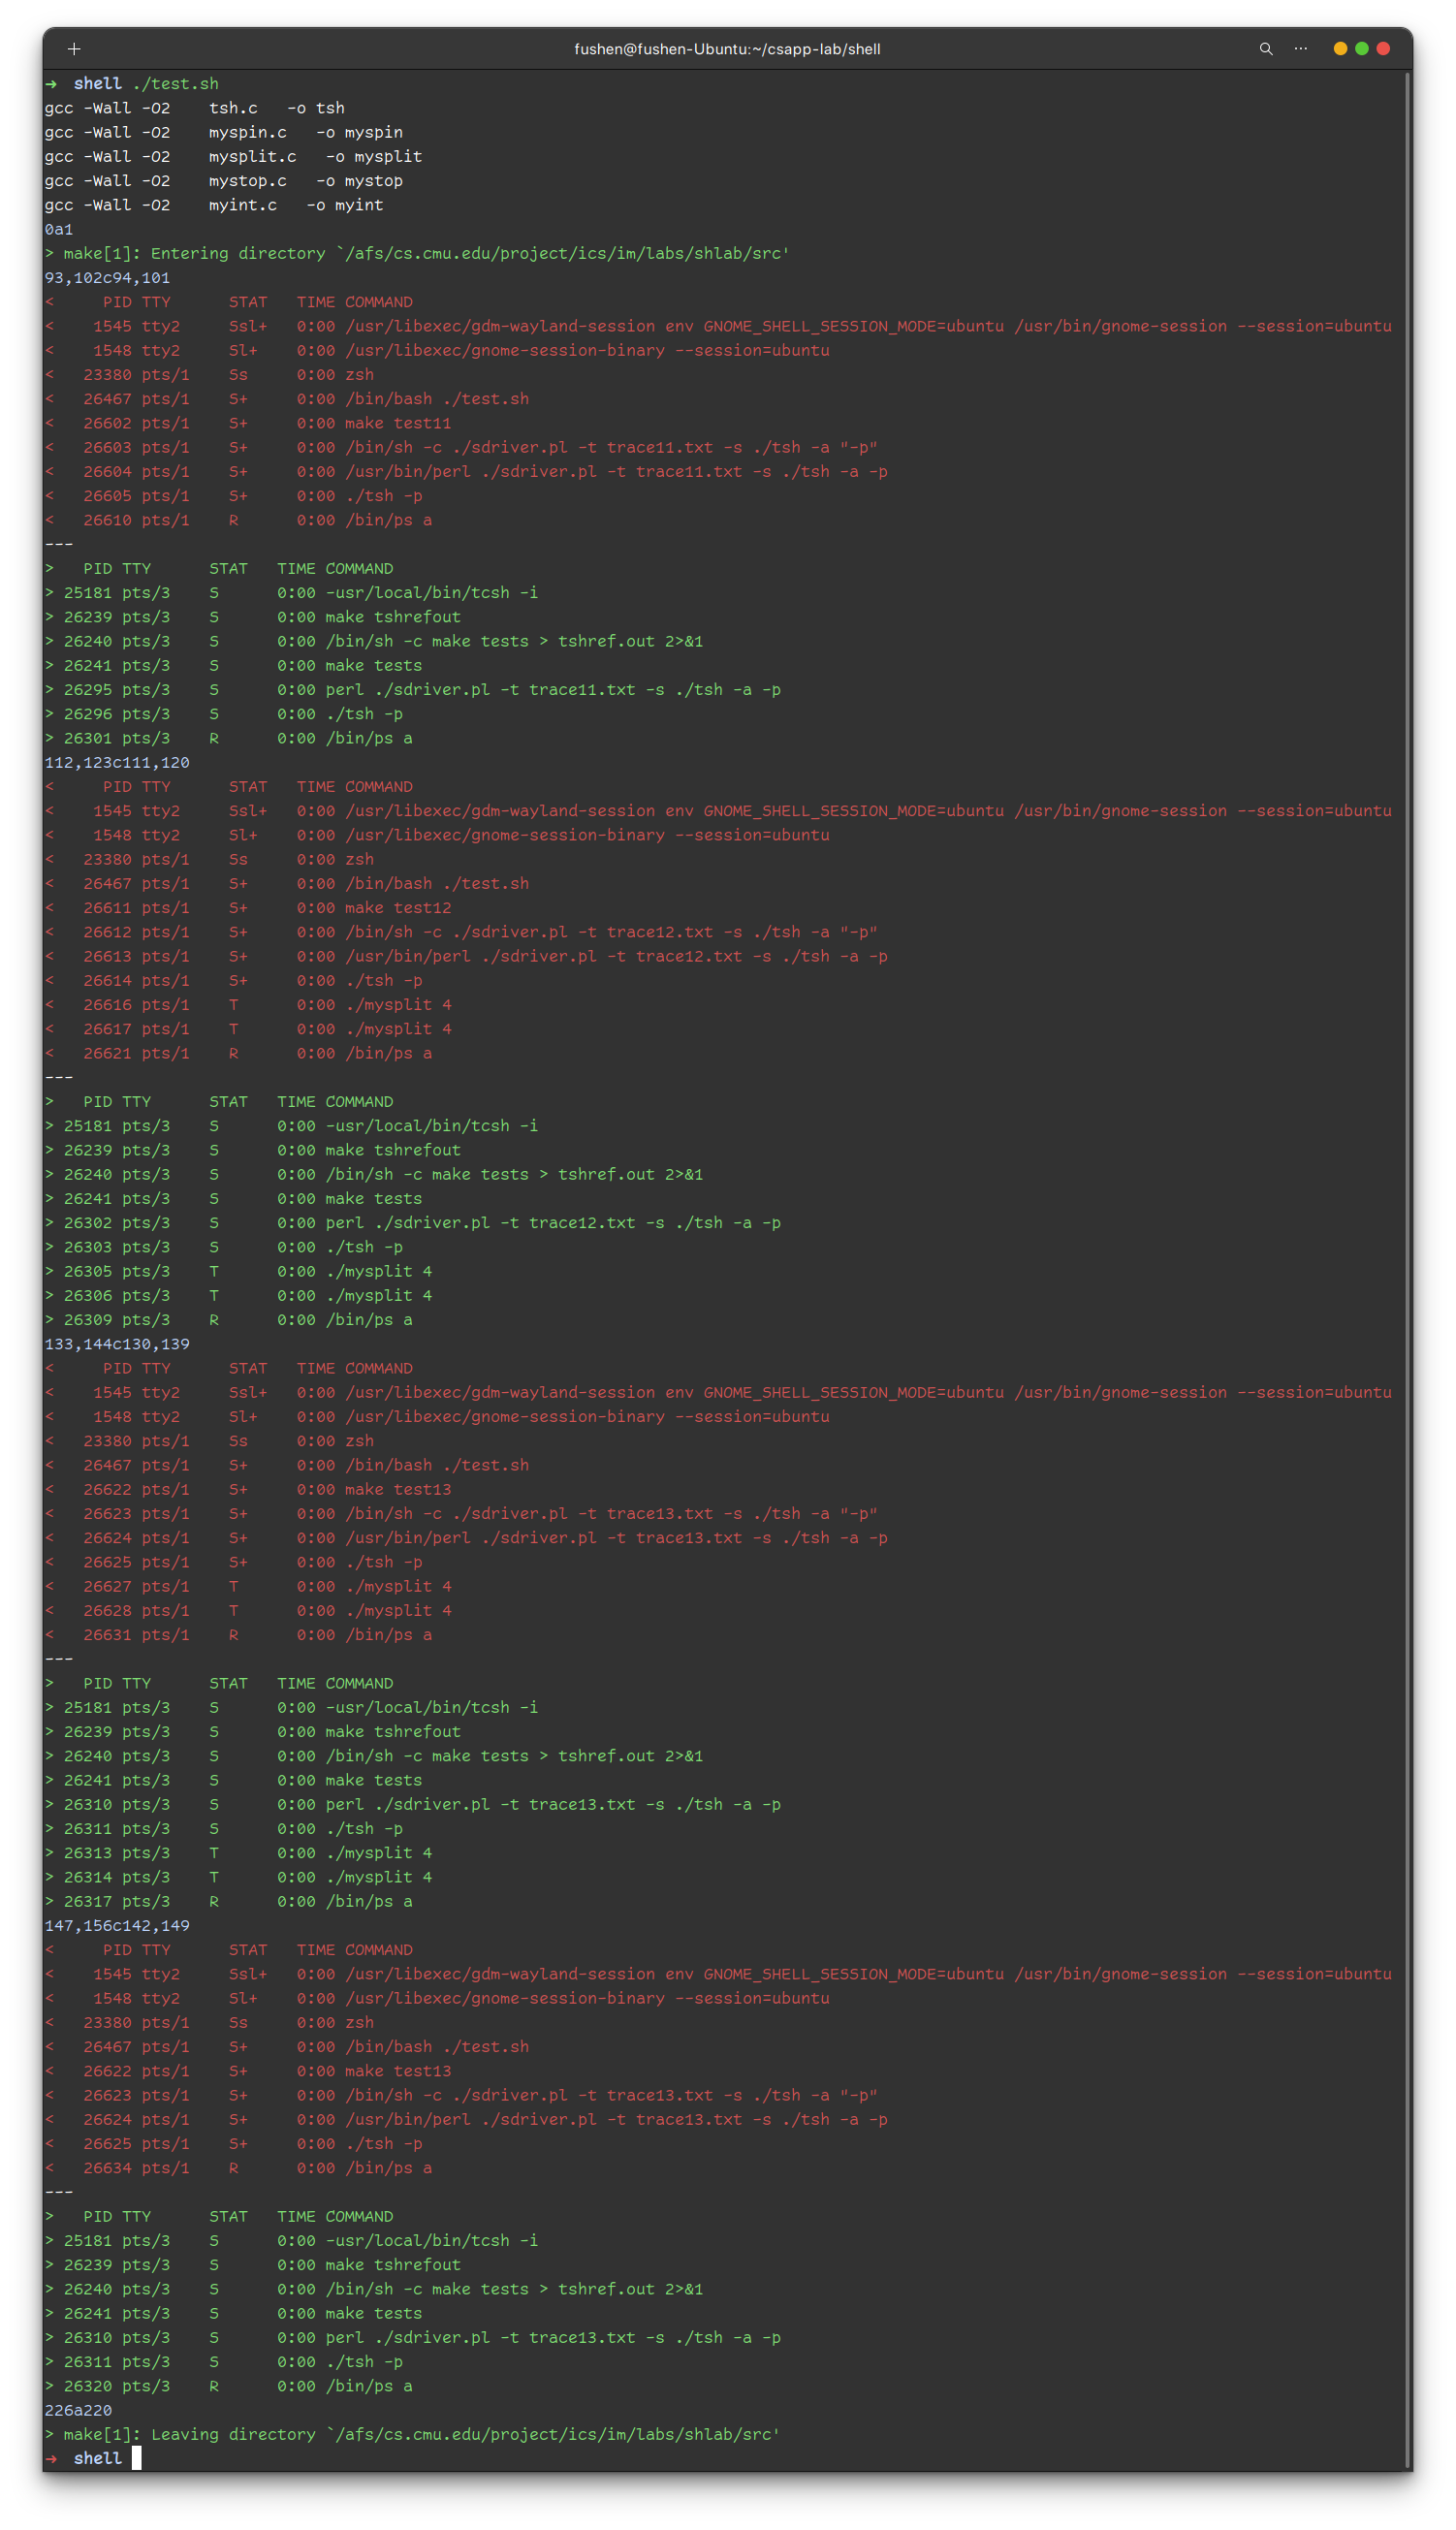 fushen@fushen-Ubuntu:~/csapp-lab/shell
➜  shell ./test.sh
gcc -Wall -O2    tsh.c   -o tsh
gcc -Wall -O2    myspin.c   -o myspin
gcc -Wall -O2    mysplit.c   -o mysplit
gcc -Wall -O2    mystop.c   -o mystop
gcc -Wall -O2    myint.c   -o myint
0a1
> make[1]: Entering directory `/afs/cs.cmu.edu/project/ics/im/labs/shlab/src'
93,102c94,101
<     PID TTY      STAT   TIME COMMAND
<    1545 tty2     Ssl+   0:00 /usr/libexec/gdm-wayland-session env GNOME_SHELL_SESSION_MODE=ubuntu /usr/bin/gnome-session --session=ubuntu
<    1548 tty2     Sl+    0:00 /usr/libexec/gnome-session-binary --session=ubuntu
<   23380 pts/1    Ss     0:00 zsh
<   26467 pts/1    S+     0:00 /bin/bash ./test.sh
<   26602 pts/1    S+     0:00 make test11
<   26603 pts/1    S+     0:00 /bin/sh -c ./sdriver.pl -t trace11.txt -s ./tsh -a "-p"
<   26604 pts/1    S+     0:00 /usr/bin/perl ./sdriver.pl -t trace11.txt -s ./tsh -a -p
<   26605 pts/1    S+     0:00 ./tsh -p
<   26610 pts/1    R      0:00 /bin/ps a
---
>   PID TTY      STAT   TIME COMMAND
> 25181 pts/3    S      0:00 -usr/local/bin/tcsh -i
> 26239 pts/3    S      0:00 make tshrefout
> 26240 pts/3    S      0:00 /bin/sh -c make tests > tshref.out 2>&1
> 26241 pts/3    S      0:00 make tests
> 26295 pts/3    S      0:00 perl ./sdriver.pl -t trace11.txt -s ./tsh -a -p
> 26296 pts/3    S      0:00 ./tsh -p
> 26301 pts/3    R      0:00 /bin/ps a
112,123c111,120
<     PID TTY      STAT   TIME COMMAND
<    1545 tty2     Ssl+   0:00 /usr/libexec/gdm-wayland-session env GNOME_SHELL_SESSION_MODE=ubuntu /usr/bin/gnome-session --session=ubuntu
<    1548 tty2     Sl+    0:00 /usr/libexec/gnome-session-binary --session=ubuntu
<   23380 pts/1    Ss     0:00 zsh
<   26467 pts/1    S+     0:00 /bin/bash ./test.sh
<   26611 pts/1    S+     0:00 make test12
<   26612 pts/1    S+     0:00 /bin/sh -c ./sdriver.pl -t trace12.txt -s ./tsh -a "-p"
<   26613 pts/1    S+     0:00 /usr/bin/perl ./sdriver.pl -t trace12.txt -s ./tsh -a -p
<   26614 pts/1    S+     0:00 ./tsh -p
<   26616 pts/1    T      0:00 ./mysplit 4
<   26617 pts/1    T      0:00 ./mysplit 4
<   26621 pts/1    R      0:00 /bin/ps a
---
>   PID TTY      STAT   TIME COMMAND
> 25181 pts/3    S      0:00 -usr/local/bin/tcsh -i
> 26239 pts/3    S      0:00 make tshrefout
> 26240 pts/3    S      0:00 /bin/sh -c make tests > tshref.out 2>&1
> 26241 pts/3    S      0:00 make tests
> 26302 pts/3    S      0:00 perl ./sdriver.pl -t trace12.txt -s ./tsh -a -p
> 26303 pts/3    S      0:00 ./tsh -p
> 26305 pts/3    T      0:00 ./mysplit 4
> 26306 pts/3    T      0:00 ./mysplit 4
> 26309 pts/3    R      0:00 /bin/ps a
133,144c130,139
<     PID TTY      STAT   TIME COMMAND
<    1545 tty2     Ssl+   0:00 /usr/libexec/gdm-wayland-session env GNOME_SHELL_SESSION_MODE=ubuntu /usr/bin/gnome-session --session=ubuntu
<    1548 tty2     Sl+    0:00 /usr/libexec/gnome-session-binary --session=ubuntu
<   23380 pts/1    Ss     0:00 zsh
<   26467 pts/1    S+     0:00 /bin/bash ./test.sh
<   26622 pts/1    S+     0:00 make test13
<   26623 pts/1    S+     0:00 /bin/sh -c ./sdriver.pl -t trace13.txt -s ./tsh -a "-p"
<   26624 pts/1    S+     0:00 /usr/bin/perl ./sdriver.pl -t trace13.txt -s ./tsh -a -p
<   26625 pts/1    S+     0:00 ./tsh -p
<   26627 pts/1    T      0:00 ./mysplit 4
<   26628 pts/1    T      0:00 ./mysplit 4
<   26631 pts/1    R      0:00 /bin/ps a
---
>   PID TTY      STAT   TIME COMMAND
> 25181 pts/3    S      0:00 -usr/local/bin/tcsh -i
> 26239 pts/3    S      0:00 make tshrefout
> 26240 pts/3    S      0:00 /bin/sh -c make tests > tshref.out 2>&1
> 26241 pts/3    S      0:00 make tests
> 26310 pts/3    S      0:00 perl ./sdriver.pl -t trace13.txt -s ./tsh -a -p
> 26311 pts/3    S      0:00 ./tsh -p
> 26313 pts/3    T      0:00 ./mysplit 4
> 26314 pts/3    T      0:00 ./mysplit 4
> 26317 pts/3    R      0:00 /bin/ps a
147,156c142,149
<     PID TTY      STAT   TIME COMMAND
<    1545 tty2     Ssl+   0:00 /usr/libexec/gdm-wayland-session env GNOME_SHELL_SESSION_MODE=ubuntu /usr/bin/gnome-session --session=ubuntu
<    1548 tty2     Sl+    0:00 /usr/libexec/gnome-session-binary --session=ubuntu
<   23380 pts/1    Ss     0:00 zsh
<   26467 pts/1    S+     0:00 /bin/bash ./test.sh
<   26622 pts/1    S+     0:00 make test13
<   26623 pts/1    S+     0:00 /bin/sh -c ./sdriver.pl -t trace13.txt -s ./tsh -a "-p"
<   26624 pts/1    S+     0:00 /usr/bin/perl ./sdriver.pl -t trace13.txt -s ./tsh -a -p
<   26625 pts/1    S+     0:00 ./tsh -p
<   26634 pts/1    R      0:00 /bin/ps a
---
>   PID TTY      STAT   TIME COMMAND
> 25181 pts/3    S      0:00 -usr/local/bin/tcsh -i
> 26239 pts/3    S      0:00 make tshrefout
> 26240 pts/3    S      0:00 /bin/sh -c make tests > tshref.out 2>&1
> 26241 pts/3    S      0:00 make tests
> 26310 pts/3    S      0:00 perl ./sdriver.pl -t trace13.txt -s ./tsh -a -p
> 26311 pts/3    S      0:00 ./tsh -p
> 26320 pts/3    R      0:00 /bin/ps a
226a220
> make[1]: Leaving directory `/afs/cs.cmu.edu/project/ics/im/labs/shlab/src'
➜  shell